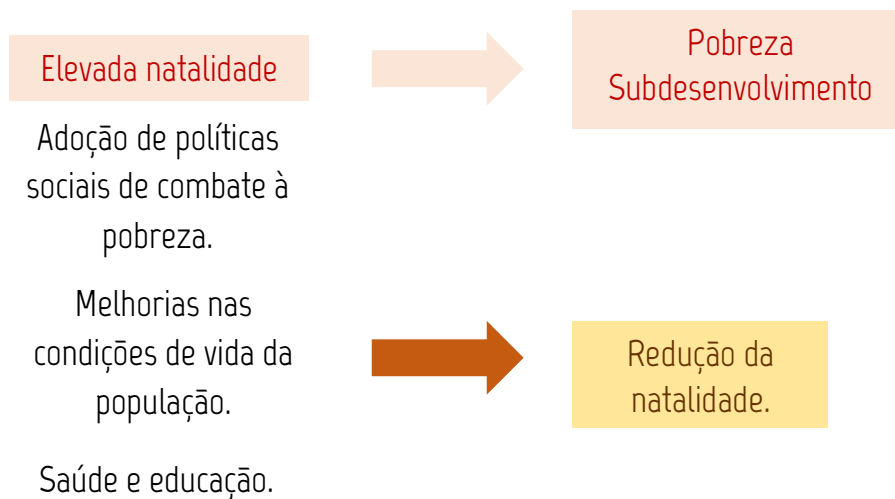 Elevada natalidade
Pobreza
Subdesenvolvimento
Adoção de políticas
sociais de combate à
pobreza.
Melhorias nas
condições de vida da
população.
Redução da
natalidade.
Saúde e educação.